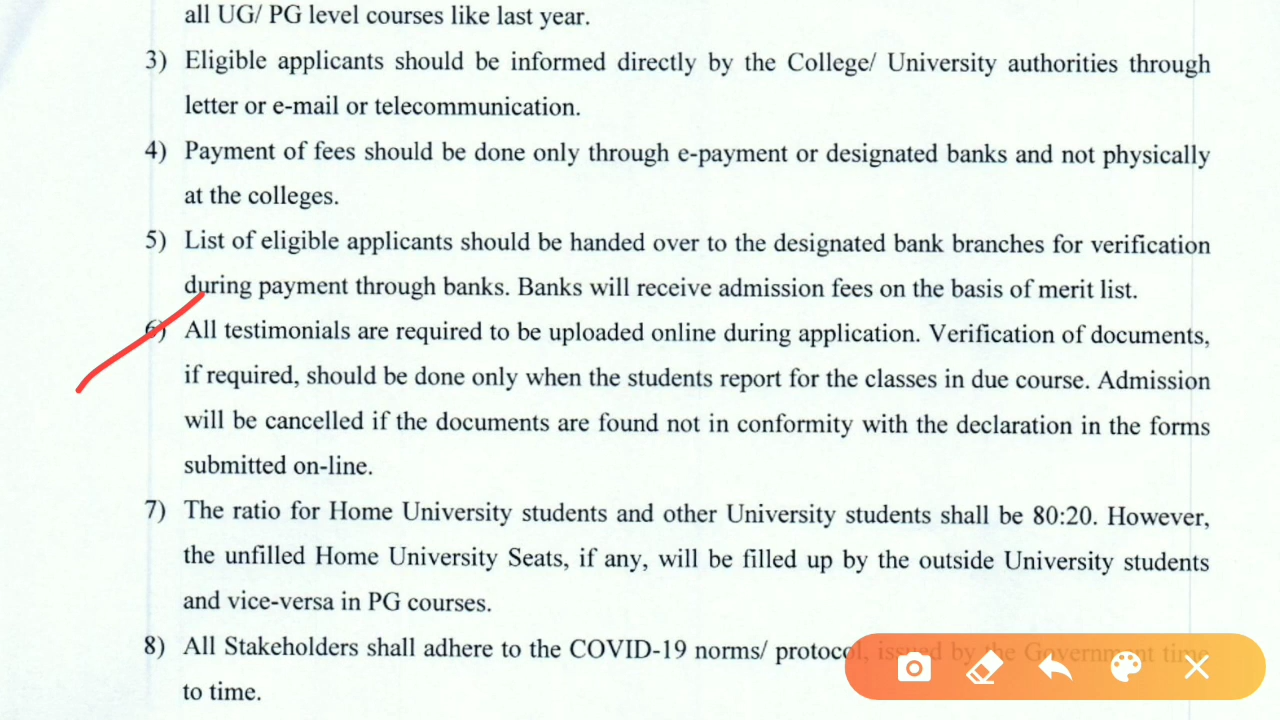 all UG/ PG level courses like last year.
3) Eligible applicants should be informed directly by the College/ University authorities through
letter or e-mail or telecommunication.
4) Payment of fees should be done only through e-payment or designated banks and not physically
at the colleges.
5) List of eligible applicants should be handed over to the designated bank branches for verification
during payment through banks. Banks will receive admission fees on the basis of merit list.
6) All testimonials are required to be uploaded online during application. Verification of documents,
if required, should be done only when the students report for the classes in due course. Admission
will be cancelled if the documents are found not in conformity with the declaration in the forms
submitted on-line.
7) The ratio for Home University students and other University students shall be 80:20. However,
the unfilled Home University Seats, if any, will be filled up by the outside University students
and vice-versa in PG courses.
8) All Stakeholders shall adhere to the COVID-19 norms/ protocol, issued by the Government time
to time.